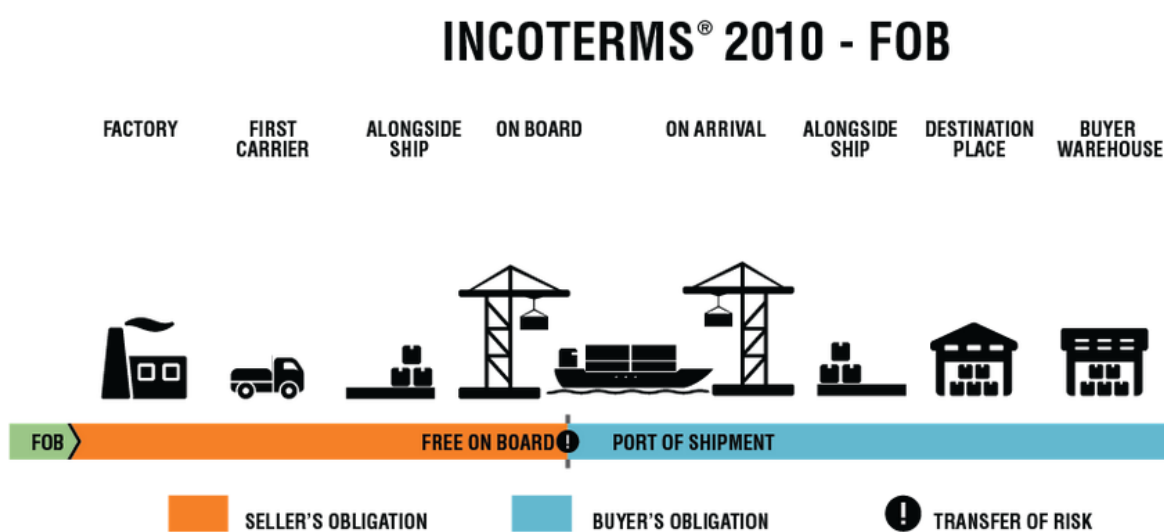 INCOTERMS® 2010 - FOB
FACTORY
FIRST
CARRIER
ALONGSIDE
SHIP
ON BOARD
ON ARRIVAL
ALONGSIDE
SHIP
DESTINATION
PLACE
BUYER
WAREHOUSE
FOB
FREE ON BOARD
!
PORT OF SHIPMENT
SELLER'S OBLIGATION
BUYER'S OBLIGATION
!
TRANSFER OF RISK